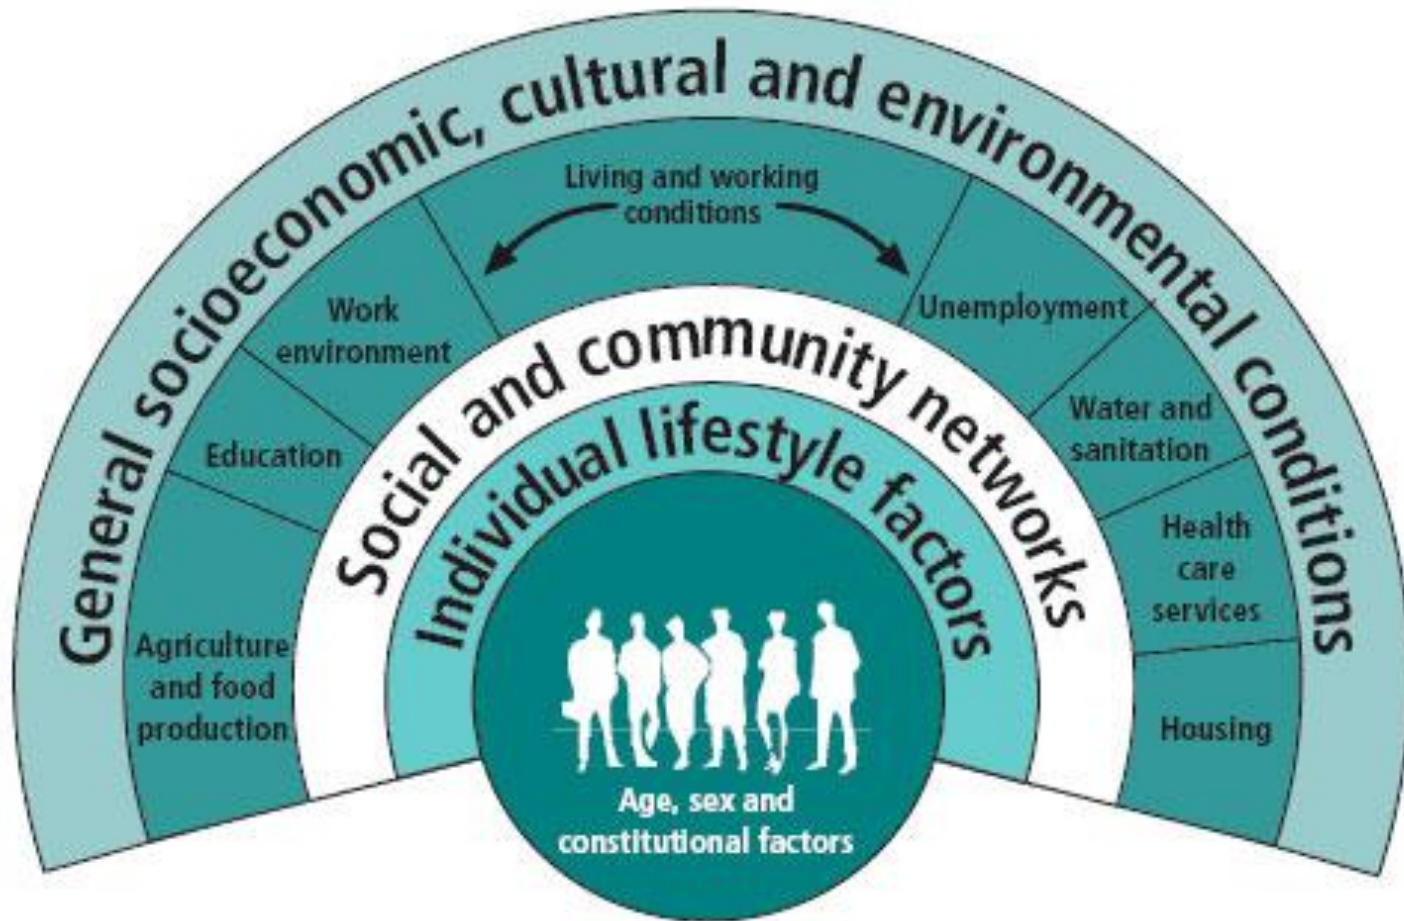 General socioeconomic, cultural and environmental conditions
Living and working
conditions
Work
environment
Unemployment
Education
Water and
sanitation
Agriculture
and food
production
Health
care
services
Housing
Social and community networks
Individual lifestyle factors
Age, sex and
constitutional factors